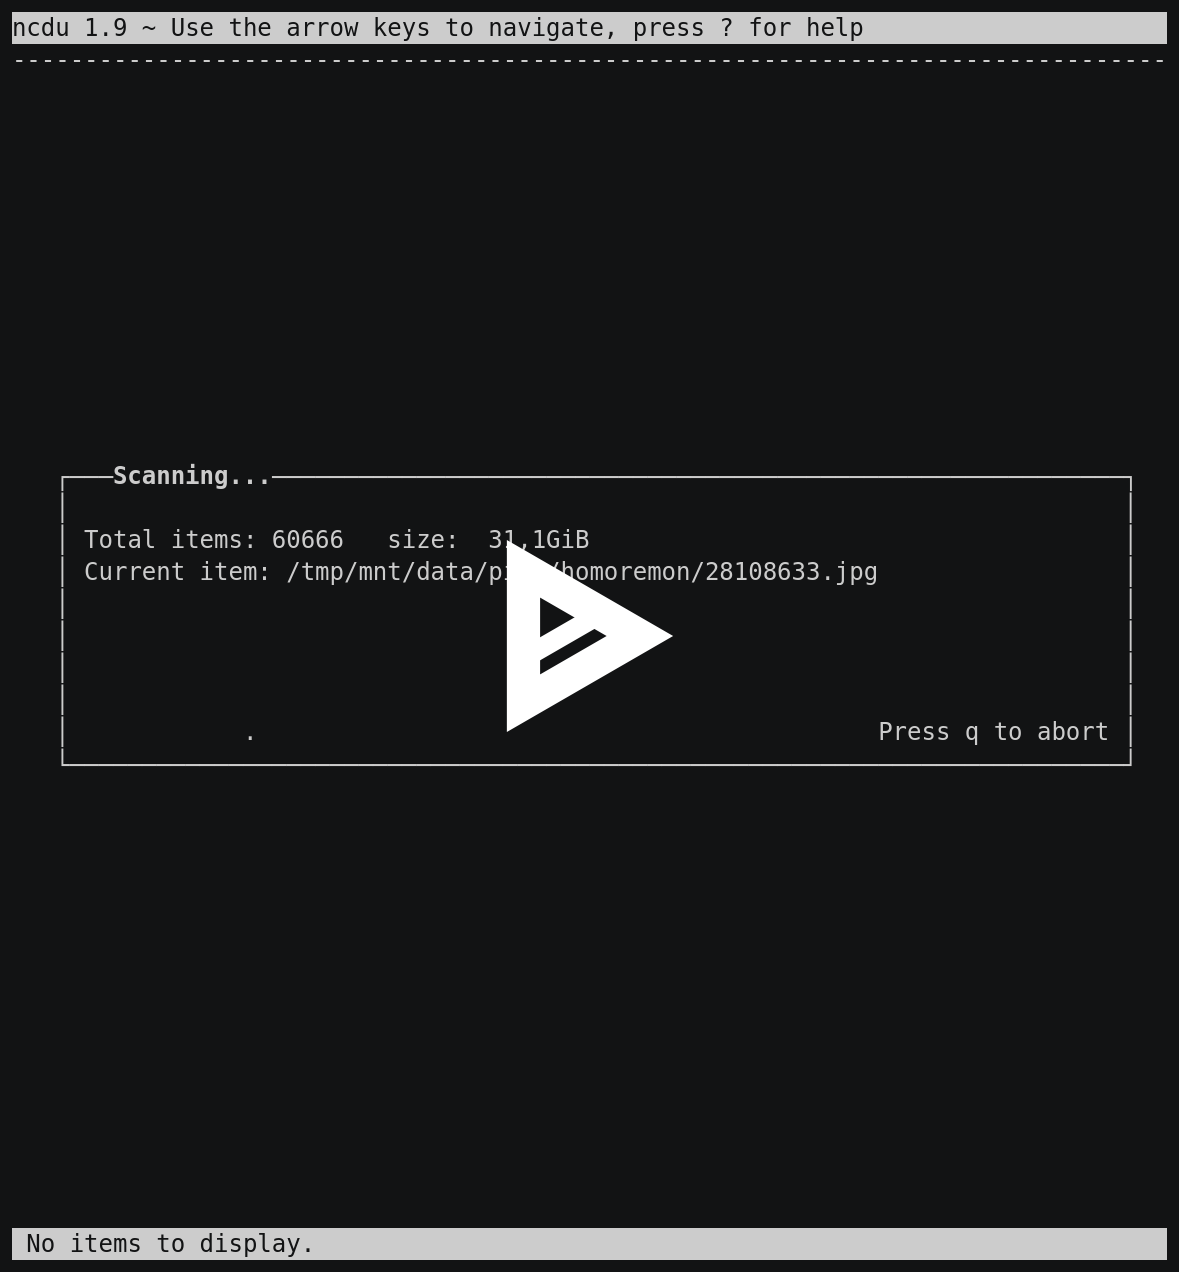 ncdu 1.9 ~ Use the arrow keys to navigate, press ? for help
--------------------------------------------------------------------------------
Scanning...
Total items: 60666   size:  31.1GiB
Current item: /tmp/mnt/data/pi /homoremon/28108633.jpg
. Press q to abort
No items to display.